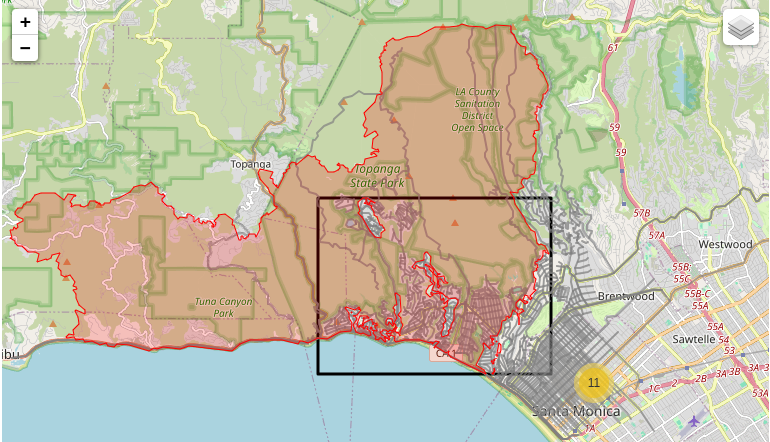 +
−
61
LA County
Sanitation
District
Open Space
59
59
Topanga
Topanga
State Park
57B
57A
Westwood
55B;
55C
55B-C
Brentwood
55A
Tuna Canyon
Park
55A
54
Sawtelle
53
ibu
CA 1
11
1C
2
2B
3A
3B
3A
53A
Santa Monica
1A